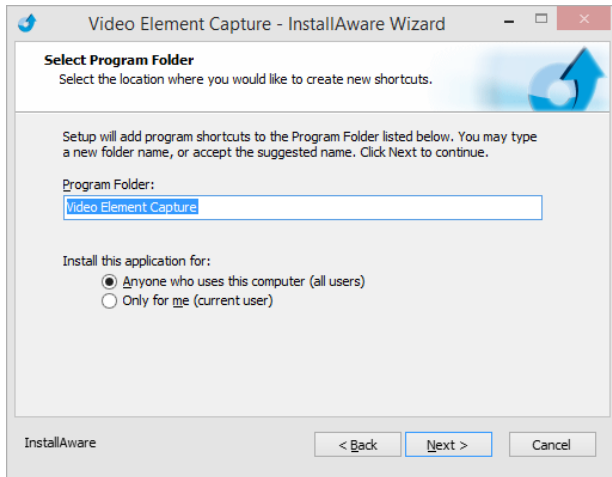 Video Element Capture - InstallAware Wizard
Select Program Folder
Select the location where you would like to create new shortcuts.
Setup will add program shortcuts to the Program Folder listed below. You may type
a new folder name, or accept the suggested name. Click Next to continue.
Program Folder:
Video Element Capture
Install this application for:
Anyone who uses this computer (all users)
Only for me (current user)
InstallAware
< Back Next > Cancel